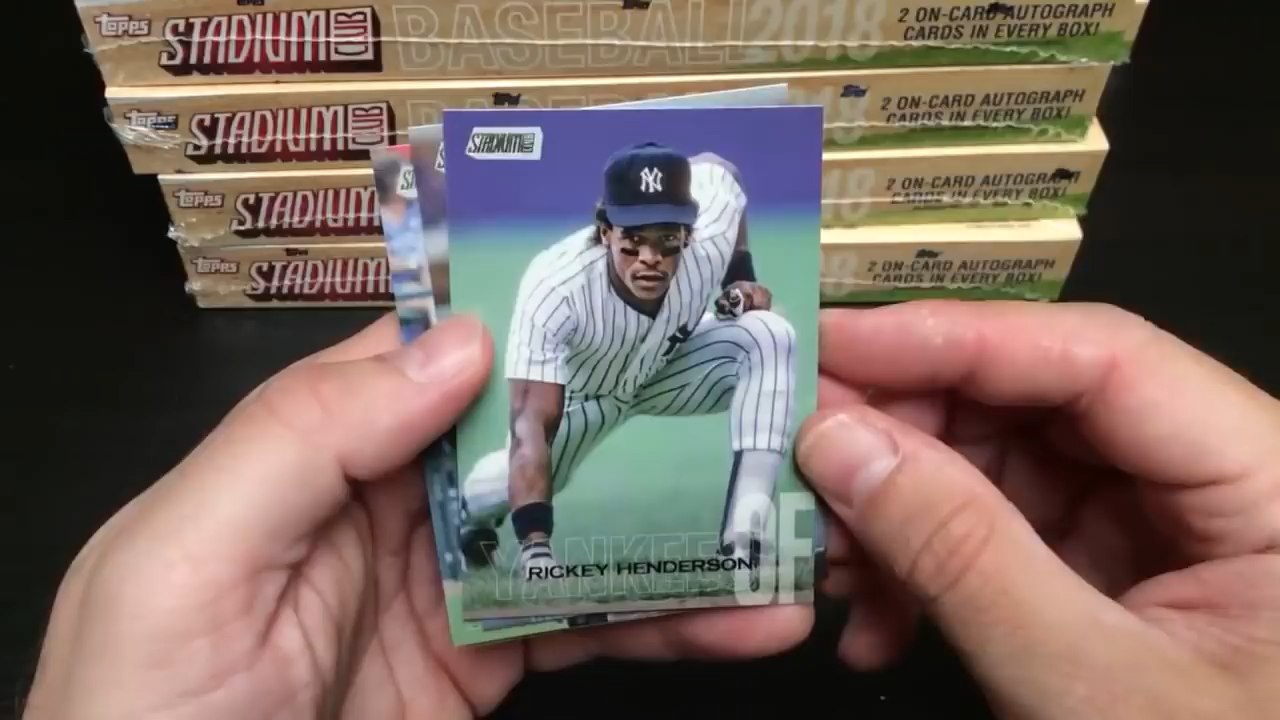 Topps STADIUM CLUB BASEBALL 2018 2 ON-CARD AUTOGRAPH
CARDS IN EVERY BOX!
Topps STADIUM CLUB 2 ON-CARD AUTOGRAPH
CARDS IN EVERY BOX!
Topps STADIUM 18 2 ON-CARD AUTOGRAPH
CARDS IN EVERY BOX!
Topps STADIUM 2 ON-CARD AUTOGRAPH
CARDS IN EVERY BOX!
STADIUM CLUB
NY
YANKEES OF
RICKEY HENDERSON